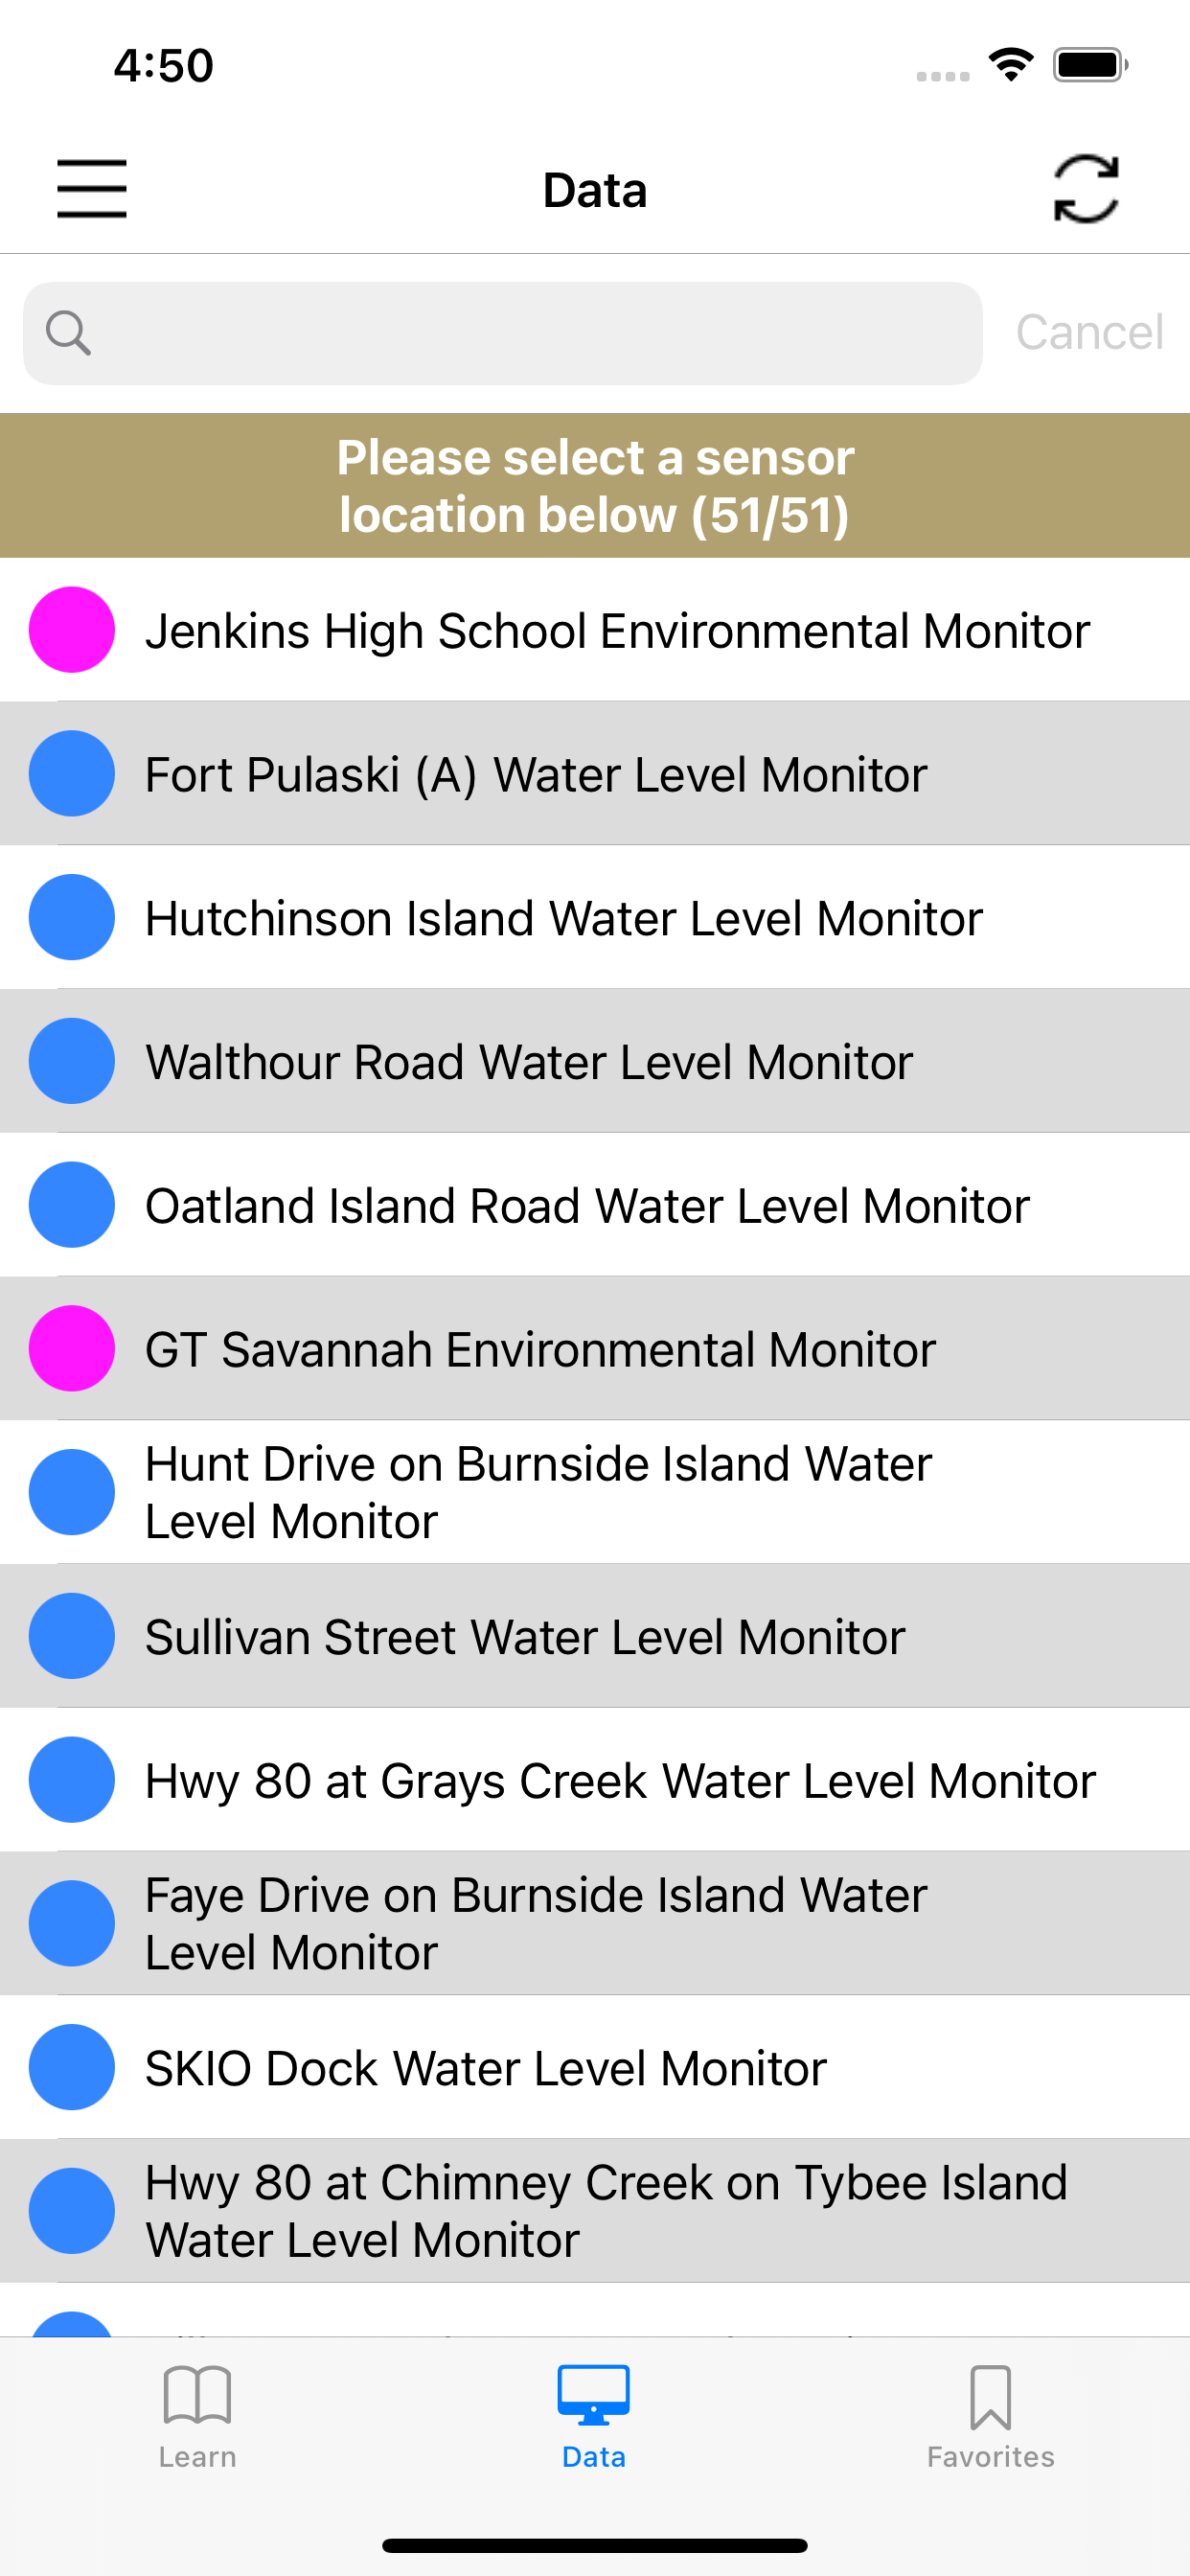 4:50
Data
Cancel
Please select a sensor
location below (51/51)
Jenkins High School Environmental Monitor
Fort Pulaski (A) Water Level Monitor
Hutchinson Island Water Level Monitor
Walthour Road Water Level Monitor
Oatland Island Road Water Level Monitor
GT Savannah Environmental Monitor
Hunt Drive on Burnside Island Water
Level Monitor
Sullivan Street Water Level Monitor
Hwy 80 at Grays Creek Water Level Monitor
Faye Drive on Burnside Island Water
Level Monitor
SKIO Dock Water Level Monitor
Hwy 80 at Chimney Creek on Tybee Island
Water Level Monitor
Learn
Data
Favorites